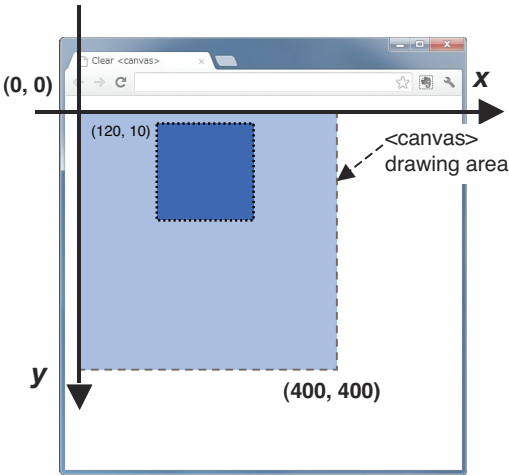 Clear <canvas>
(0, 0)
x
(120, 10)
<canvas>
drawing area
y
(400, 400)